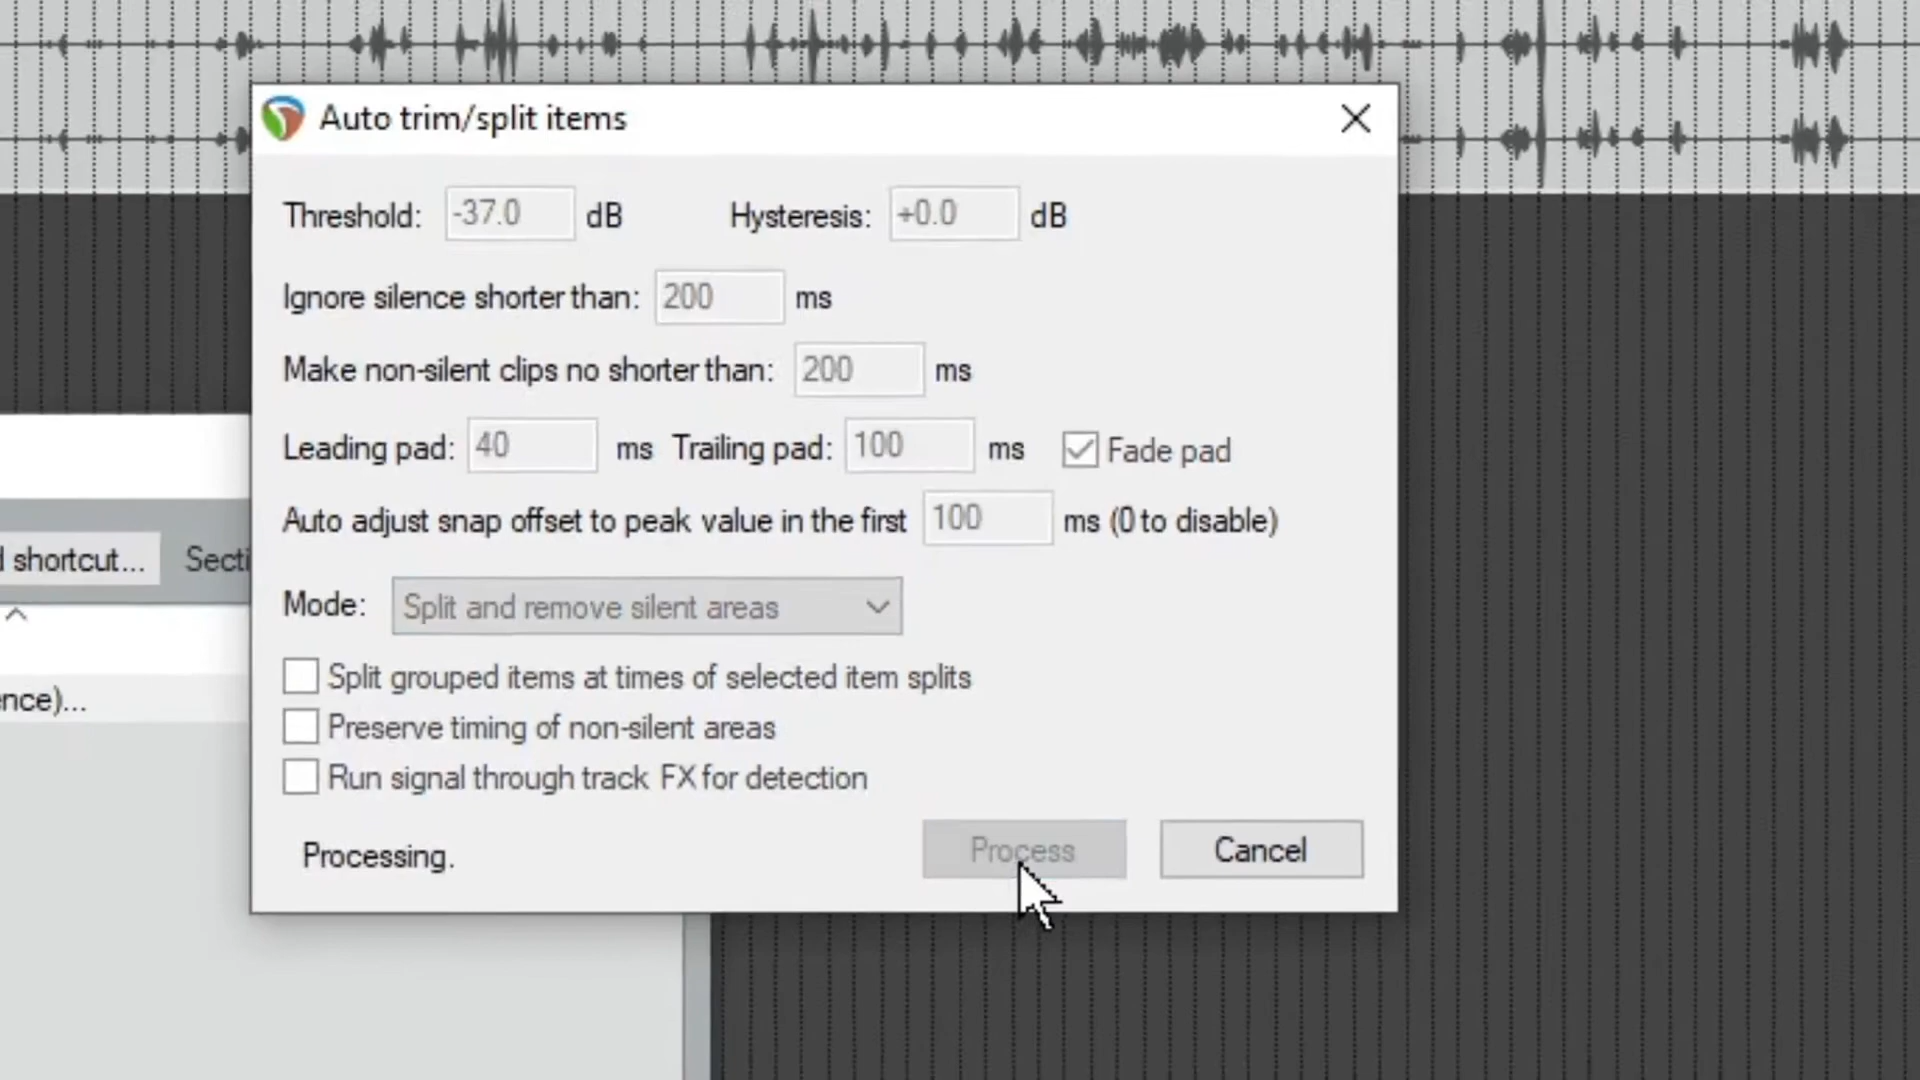 Auto trim/split items
Threshold: -37.0 dB Hysteresis: +0.0 dB
Ignore silence shorter than: 200 ms
Make non-silent clips no shorter than: 200 ms
Leading pad: 40 ms Trailing pad: 100 ms Fade pad
Auto adjust snap offset to peak value in the first 100 ms (0 to disable)
shortcut... Secti
Mode: Split and remove silent areas
Split grouped items at times of selected item splits
nce)...
Preserve timing of non-silent areas
Run signal through track FX for detection
Processing. Process Cancel